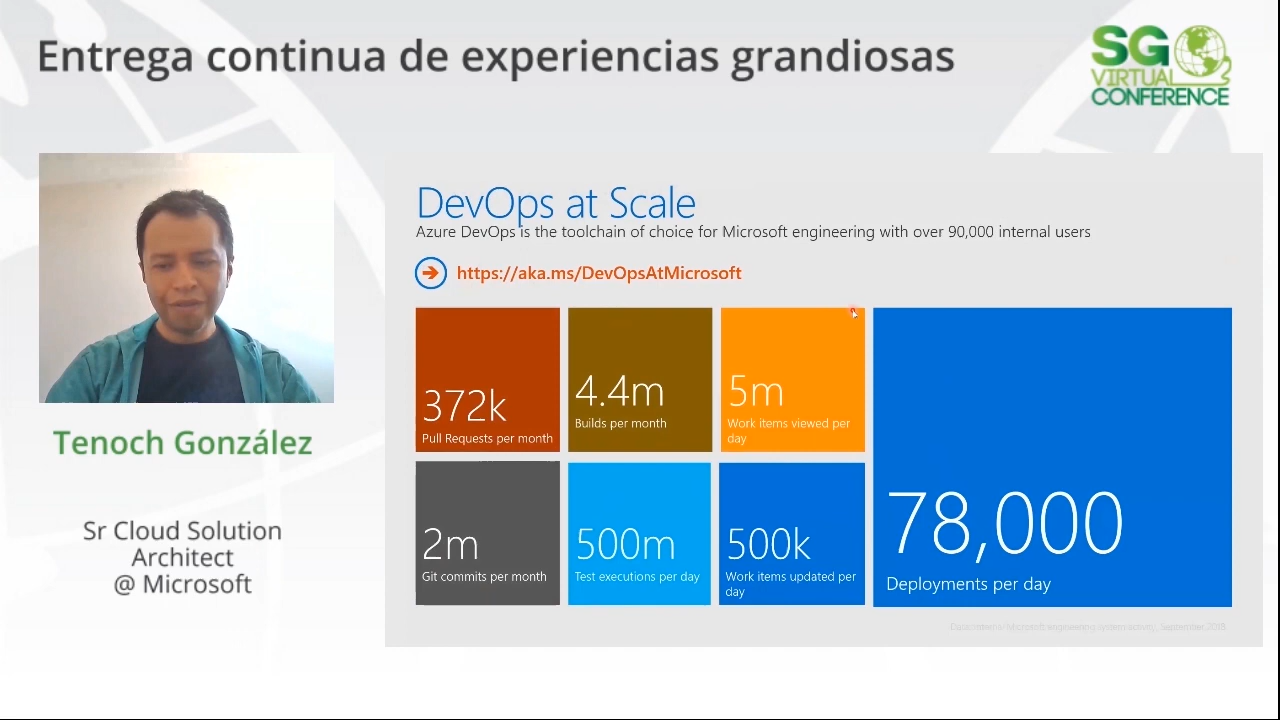 Entrega continua de experiencias grandiosas
SG
VIRTUAL
CONFERENCE
DevOps at Scale
Azure DevOps is the toolchain of choice for Microsoft engineering with over 90,000 internal users
https://aka.ms/DevOpsAtMicrosoft
372k
Pull Requests per month
4.4m
Builds per month
5m
Work items viewed per
day
2m
Git commits per month
500m
Test executions per day
500k
Work items updated per
day
78,000
Deployments per day
Tenoch González
Sr Cloud Solution
Architect
@ Microsoft